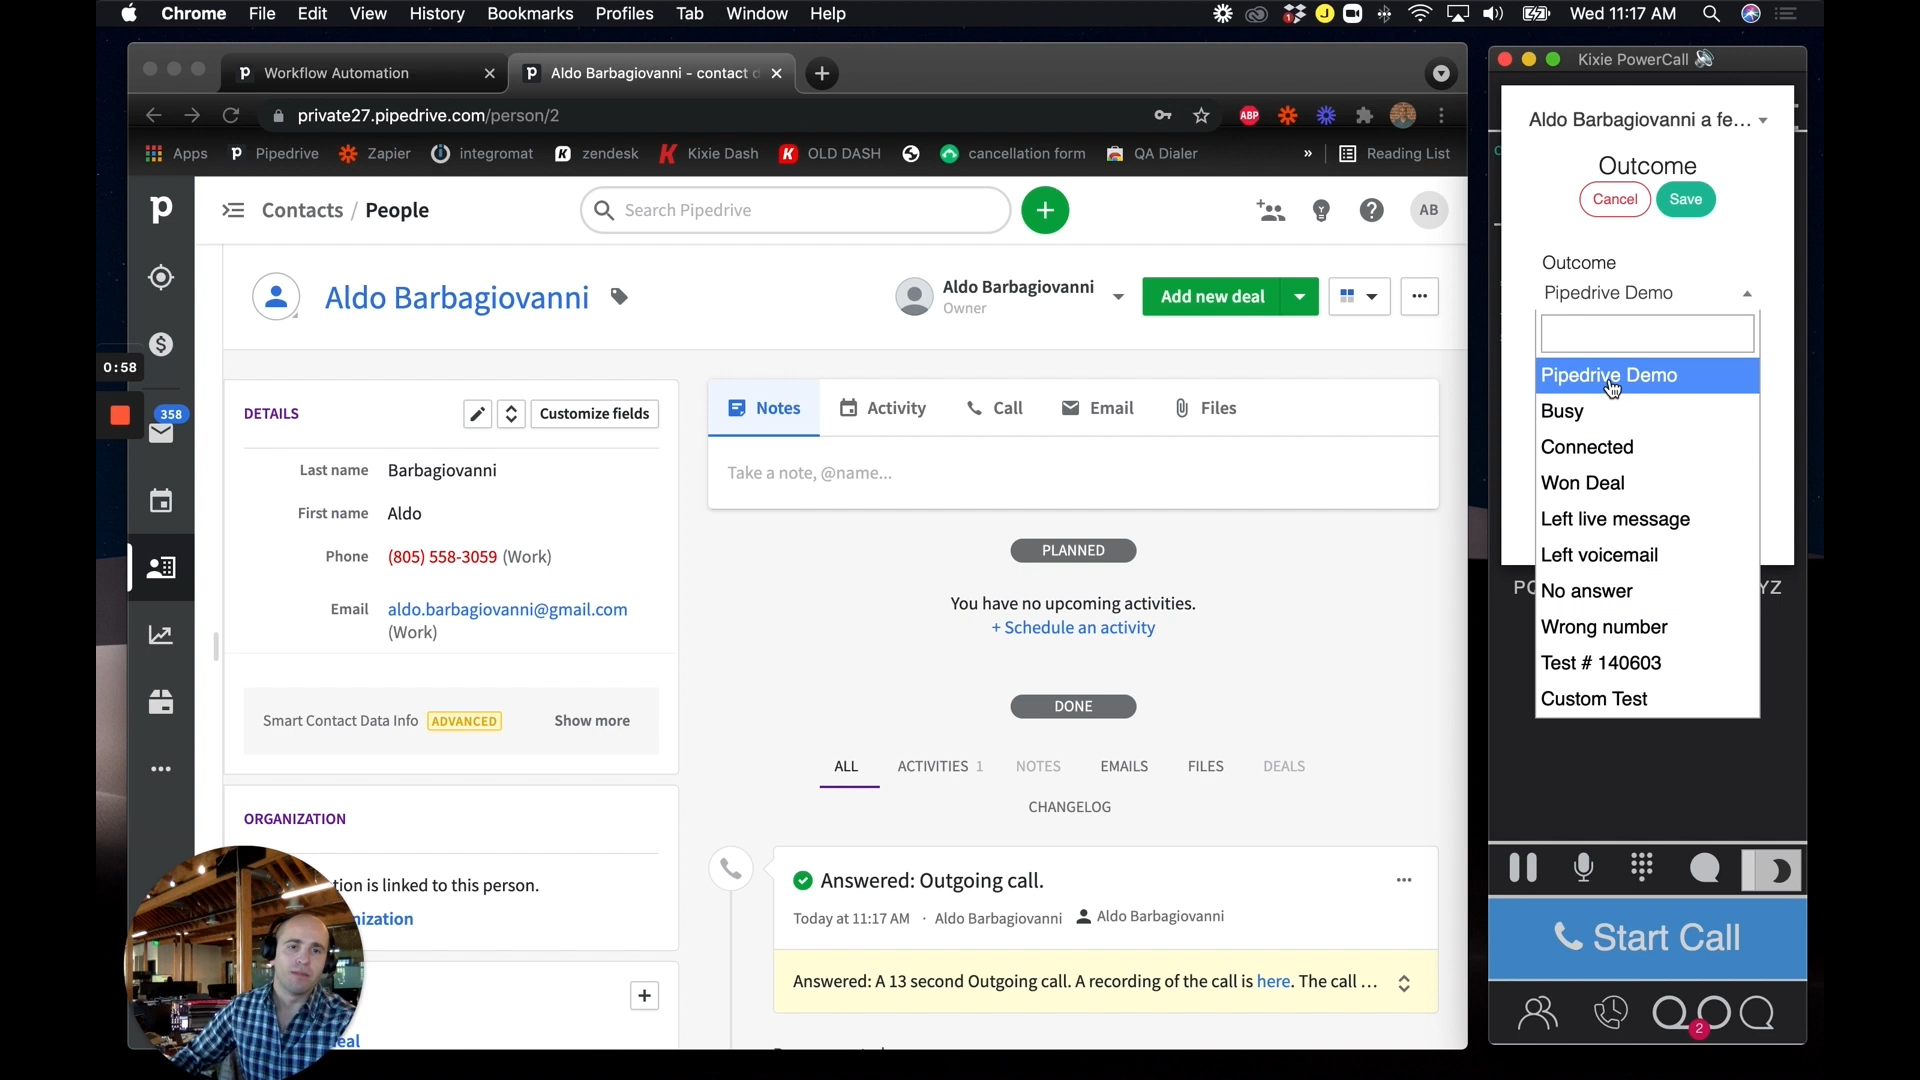 Chrome File Edit View History Bookmarks Profiles Tab Window Help
Wed 11:17 AM
Workflow Automation
Aldo Barbagiovanni - contact d
Kixie PowerCall
private27.pipedrive.com/person/2
ABP
Apps
Pipedrive
Zapier
integromat
zendesk
Kixie Dash
OLD DASH
cancellation form
QA Dialer
»
Reading List
Contacts / People
Search Pipedrive
AB
Aldo Barbagiovanni
Aldo Barbagiovanni
Owner
Add new deal
0:58
358
DETAILS
Customize fields
Last name Barbagiovanni
First name Aldo
Phone (805) 558-3059 (Work)
Email aldo.barbagiovanni@gmail.com
(Work)
Smart Contact Data Info ADVANCED Show more
ORGANIZATION
tion is linked to this person.
nization
eal
Notes
Activity
Call
Email
Files
Take a note, @name...
PLANNED
You have no upcoming activities.
+ Schedule an activity
DONE
ALL
ACTIVITIES 1
NOTES
EMAILS
FILES
DEALS
CHANGELOG
Answered: Outgoing call.
Today at 11:17 AM · Aldo Barbagiovanni Aldo Barbagiovanni
Answered: A 13 second Outgoing call. A recording of the call is here. The call ...
Aldo Barbagiovanni a fe...
Outcome
Cancel
Save
Outcome
Pipedrive Demo
Pipedrive Demo
Busy
Connected
Won Deal
Left live message
Left voicemail
No answer
Wrong number
Test # 140603
Custom Test
YZ
Start Call
2